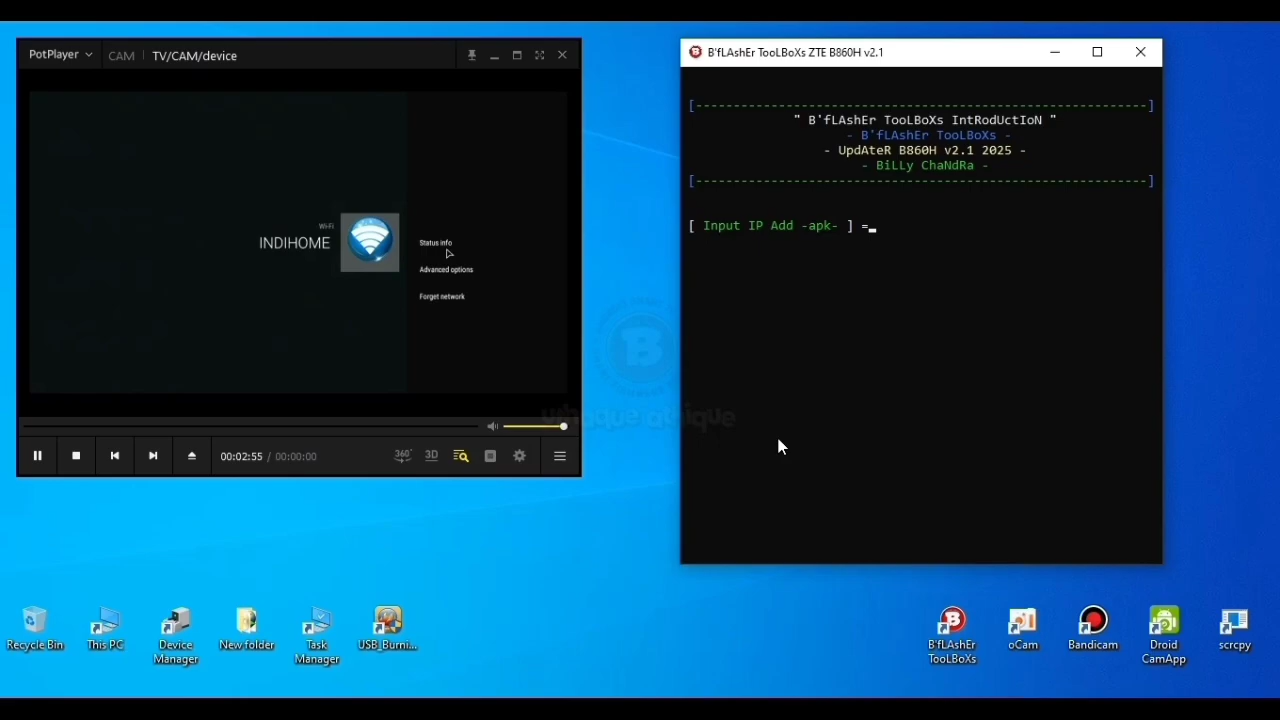 PotPlayer
CAM
TV/CAM/device
Wi-Fi
INDIHOME
Status info
Advanced options
Forget network
00:02:55 / 00:00:00
360°
3D
B'fLAshEr TooLBoXs ZTE B860H v2.1
[-------------------------------------------------------------------------]
" B'fLAshEr TooLBoXs IntRodUctIoN "
- B'fLAshEr TooLBoXs -
- UpdAteR B860H v2.1 2025 -
- BiLLy ChaNdRa -
[-------------------------------------------------------------------------]
[ Input IP Add -apk- ] =_
B
Recycle Bin
This PC
Device Manager
New folder
Task Manager
USB_Burni...
B'fLAshEr TooLBoXs
oCam
Bandicam
Droid CamApp
scrcpy